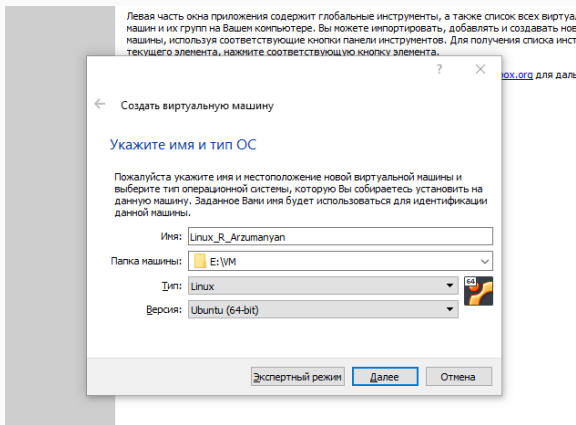 Левая часть окна приложения содержит глобальные инструменты, а также список всех
машин и их групп на Вашем компьютере. Вы можете импортировать, добавлять и создавать
машины, используя соответствующие кнопки панели инструментов. Для получения списка
текущего элемента, нажмите соответствующую кнопку элемента.
?
box.org для
Создать виртуальную машину
Укажите имя и тип ОС
Пожалуйста укажите имя и местоположение новой виртуальной машины и
выберите тип операционной системы, которую Вы собираетесь установить на
данную машину. Заданное Вами имя будет использоваться для идентификации
данной машины.
Имя: Linux_R_Arzumanyan
Папка машины: E:\VM
Тип: Linux
64
Версия: Ubuntu (64-bit)
Экспертный режим Далее Отмена